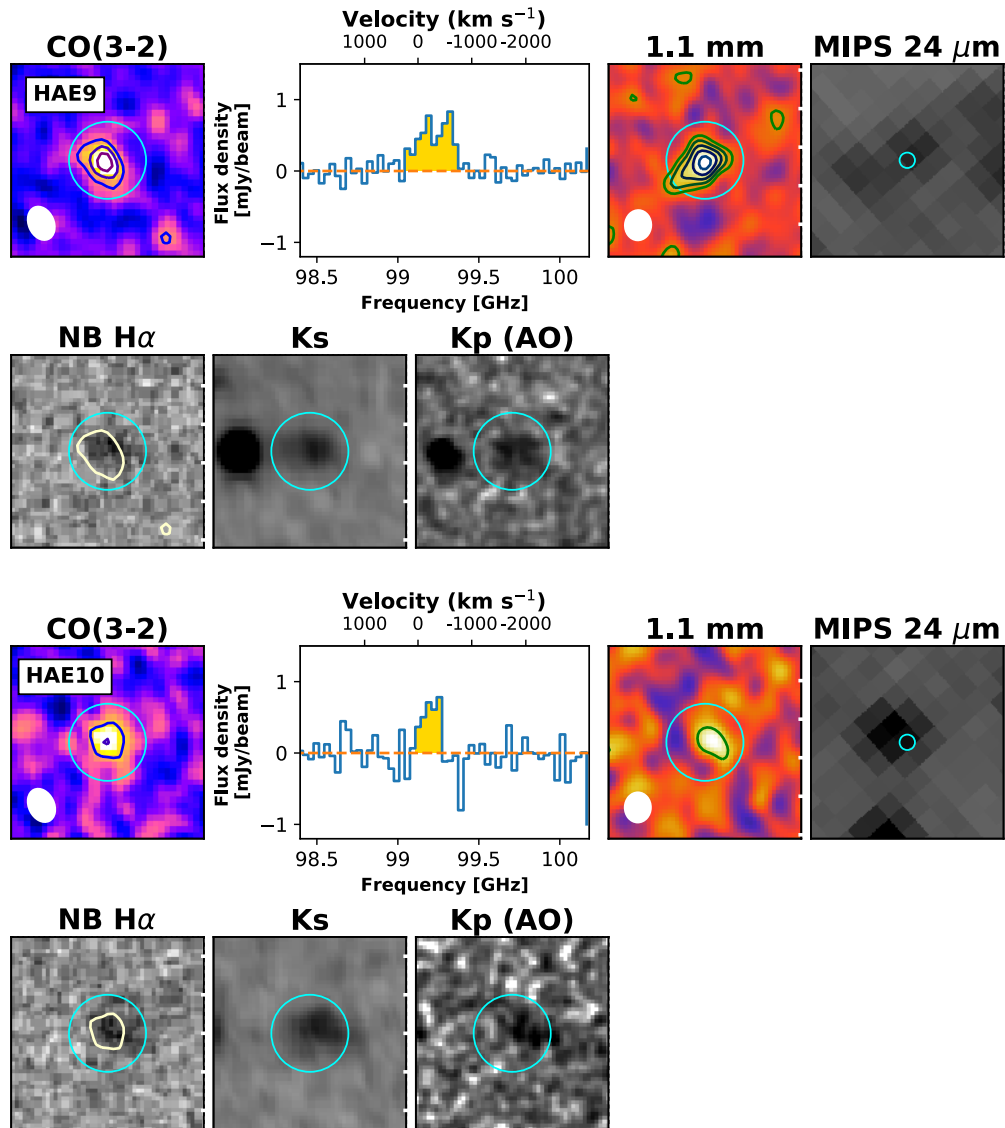 Velocity (km s⁻¹)
1000 0 -1000 -2000
CO(3-2) 1.1 mm MIPS 24 μm
HAE9
Flux density
[mJy/beam]
1
0
−1
98.5 99 99.5 100
Frequency [GHz]
NB Hα Ks Kp (AO)
Velocity (km s⁻¹)
1000 0 -1000 -2000
CO(3-2) 1.1 mm MIPS 24 μm
HAE10
Flux density
[mJy/beam]
1
0
−1
98.5 99 99.5 100
Frequency [GHz]
NB Hα Ks Kp (AO)